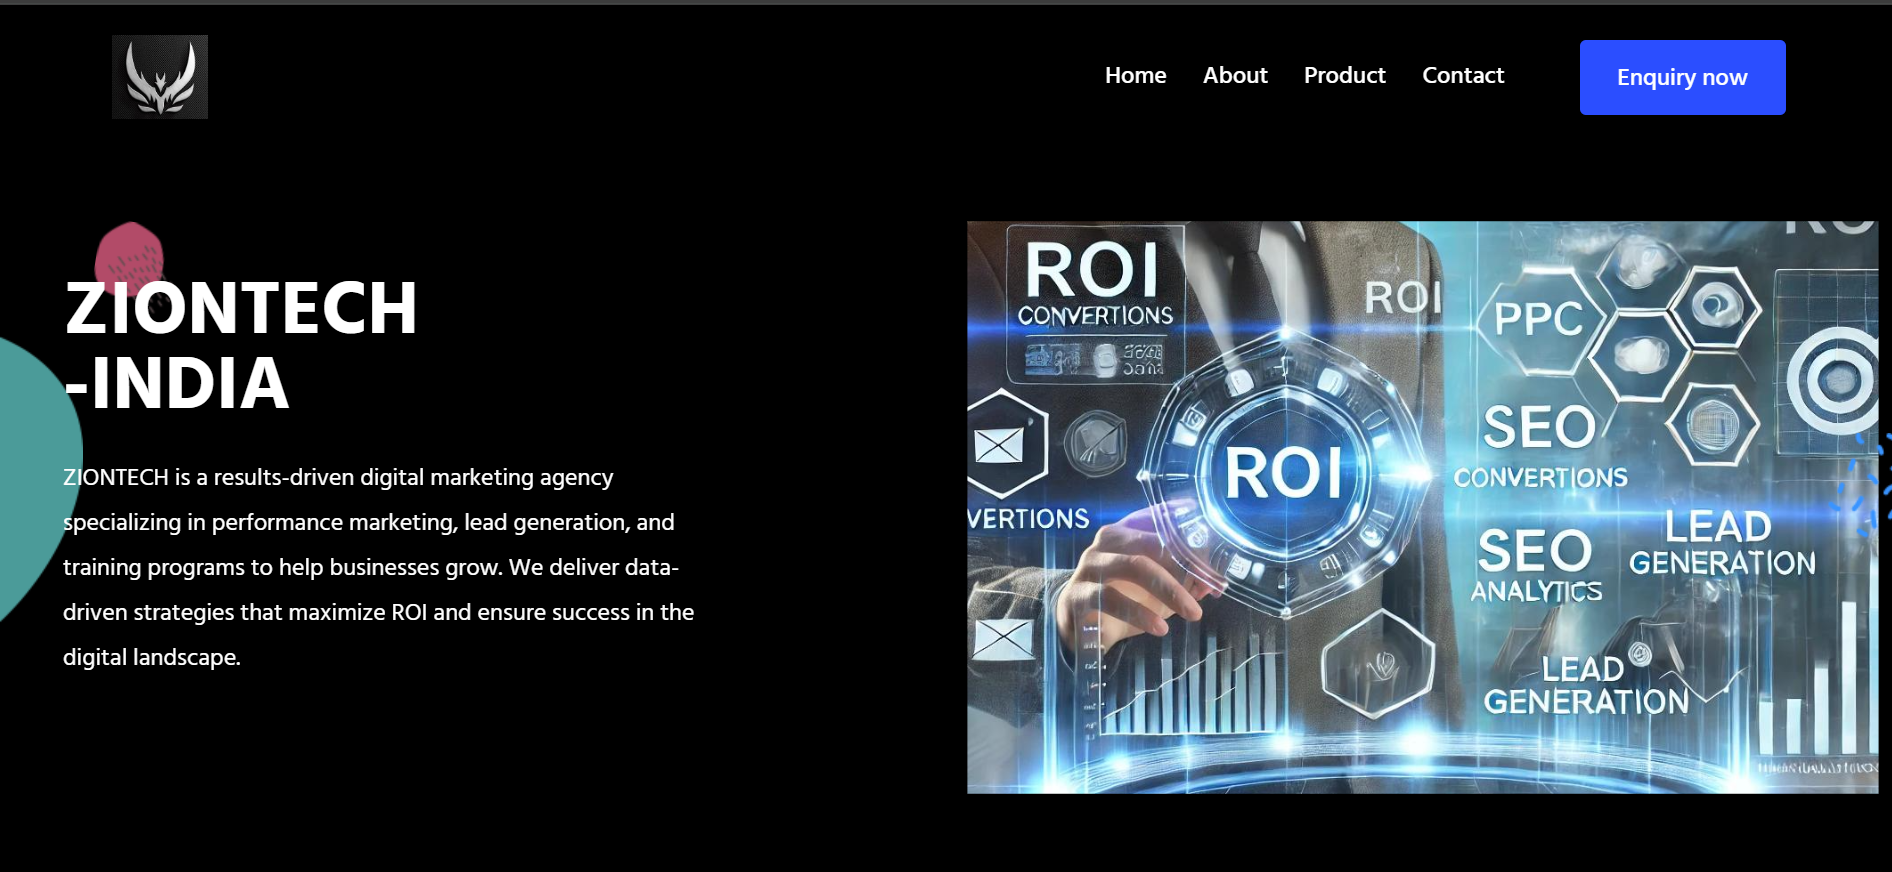 Home About Product Contact Enquiry now
ZIONTECH
-INDIA
ZIONTECH is a results-driven digital marketing agency
specializing in performance marketing, lead generation, and
training programs to help businesses grow. We deliver data-
driven strategies that maximize ROI and ensure success in the
digital landscape.
ROI
CONVERTIONS
ROI
PPC
ROI
SEO
CONVERTIONS
VERTIONS
SEO
ANALYTICS
LEAD
GENERATION
LEAD
GENERATION